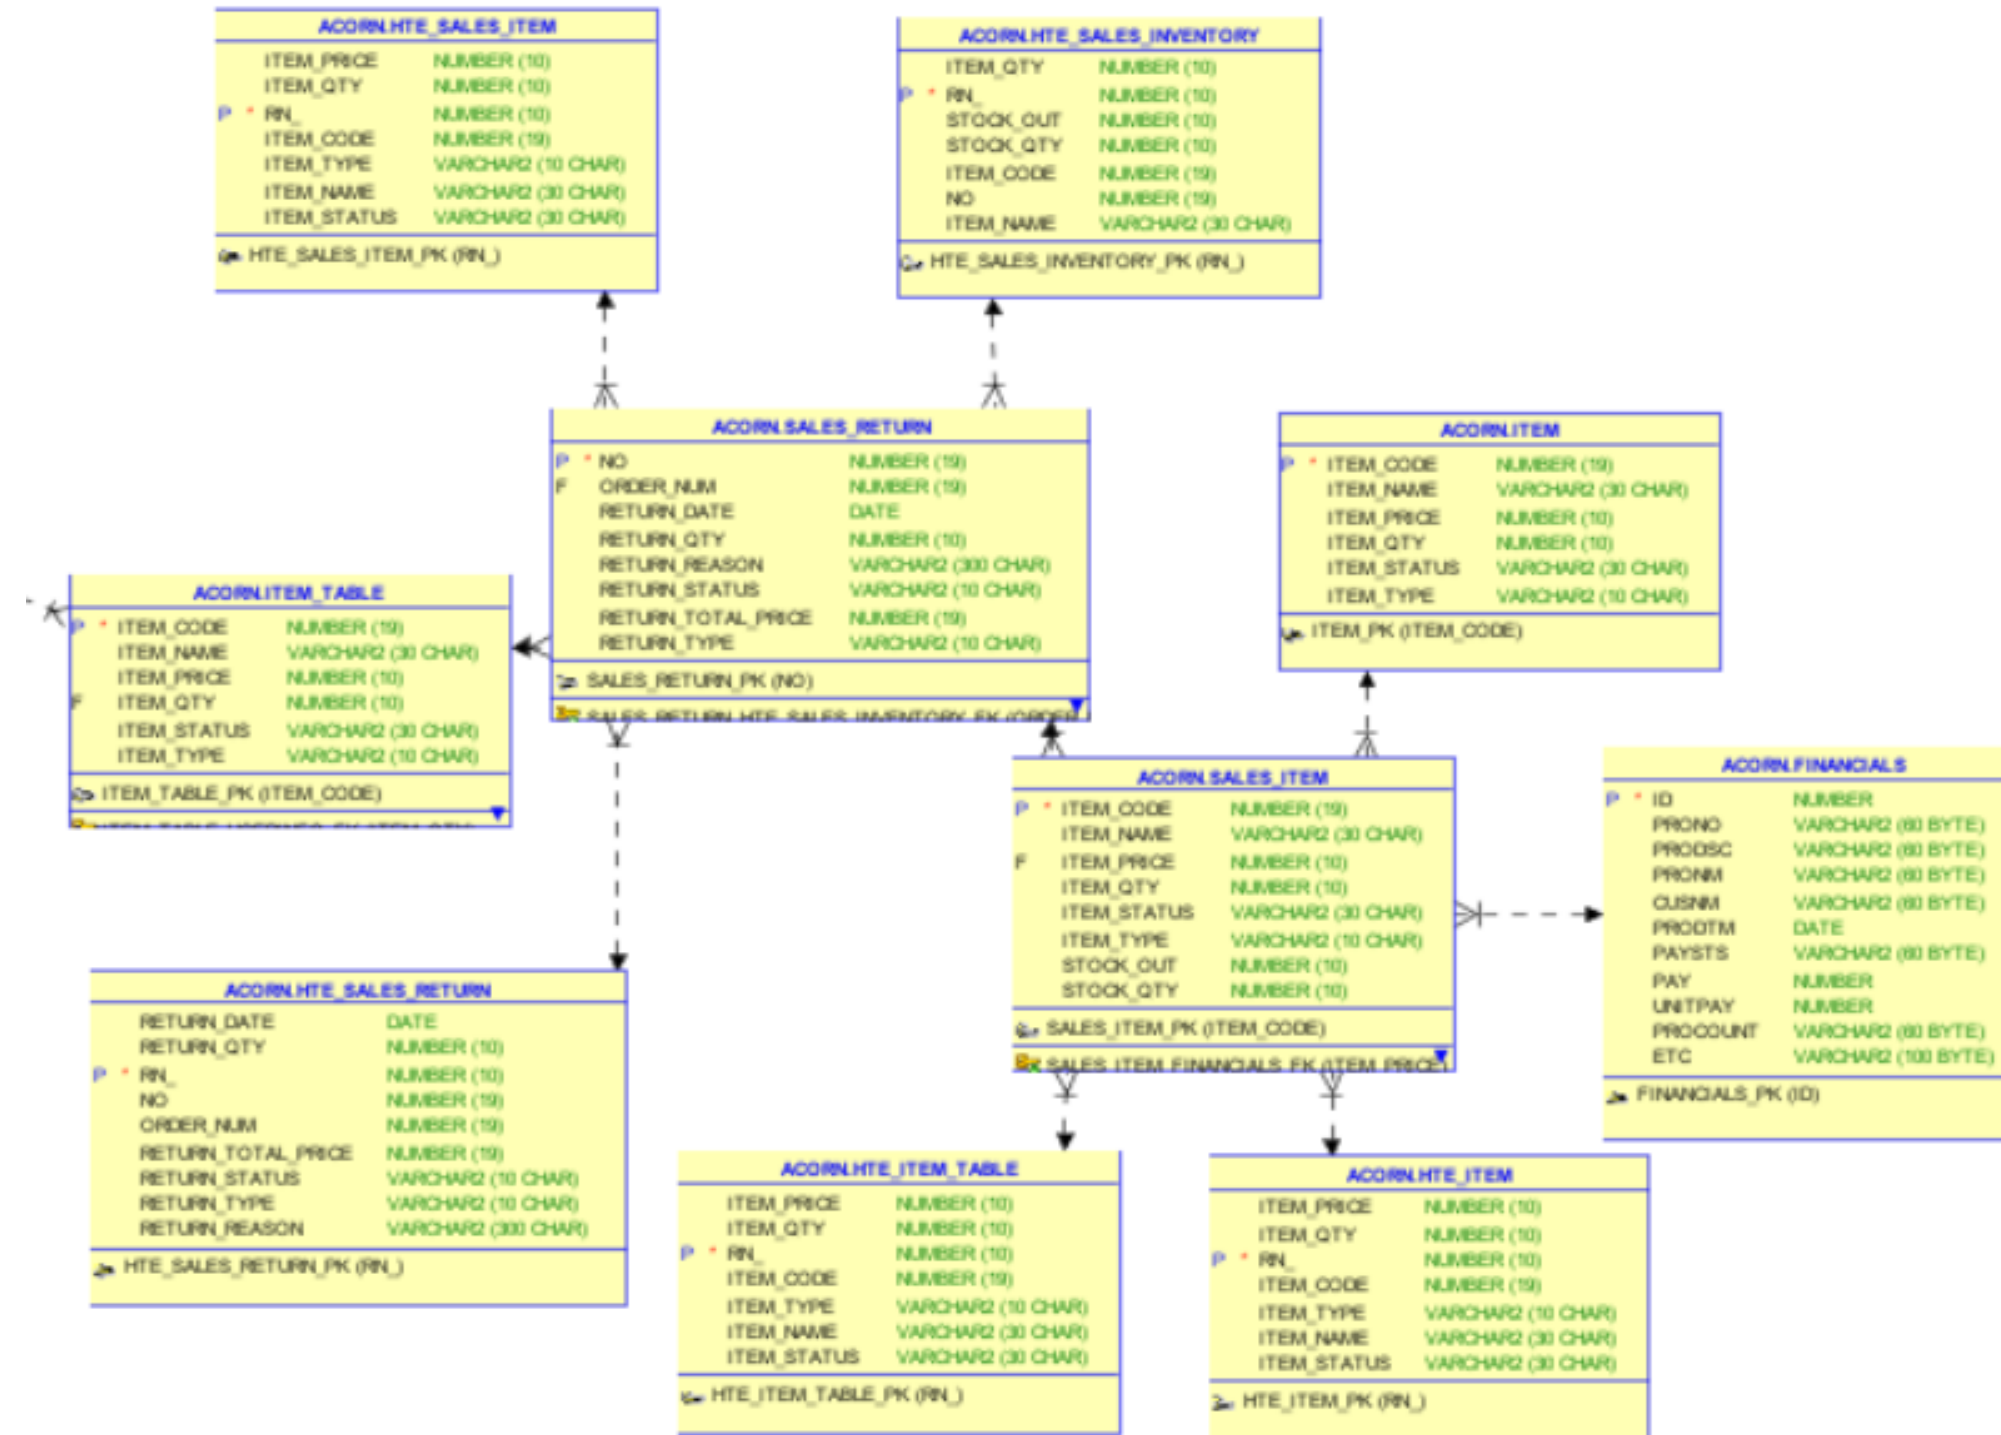 ACORN.HTE_SALES_ITEM
ITEM_PRICE NUMBER (10)
ITEM_QTY NUMBER (10)
P * RN_ NUMBER (10)
ITEM_CODE NUMBER (19)
ITEM_TYPE VARCHAR2 (10 CHAR)
ITEM_NAME VARCHAR2 (30 CHAR)
ITEM_STATUS VARCHAR2 (30 CHAR)
HTE_SALES_ITEM_PK (RN_)
ACORN.HTE_SALES_INVENTORY
ITEM_QTY NUMBER (10)
P * RN_ NUMBER (10)
STOCK_OUT NUMBER (10)
STOCK_QTY NUMBER (10)
ITEM_CODE NUMBER (19)
NO NUMBER (19)
ITEM_NAME VARCHAR2 (30 CHAR)
HTE_SALES_INVENTORY_PK (RN_)
ACORN.SALES_RETURN
P * NO NUMBER (19)
F ORDER_NUM NUMBER (19)
RETURN_DATE DATE
RETURN_QTY NUMBER (10)
RETURN_REASON VARCHAR2 (300 CHAR)
RETURN_STATUS VARCHAR2 (10 CHAR)
RETURN_TOTAL_PRICE NUMBER (19)
RETURN_TYPE VARCHAR2 (10 CHAR)
SALES_RETURN_PK (NO)
SALES_RETURN_HTE_SALES_INVENTORY_FK (ORDER_
ACORN.ITEM
P * ITEM_CODE NUMBER (19)
ITEM_NAME VARCHAR2 (30 CHAR)
ITEM_PRICE NUMBER (10)
ITEM_QTY NUMBER (10)
ITEM_STATUS VARCHAR2 (30 CHAR)
ITEM_TYPE VARCHAR2 (10 CHAR)
ITEM_PK (ITEM_CODE)
ACORN.ITEM_TABLE
P * ITEM_CODE NUMBER (19)
ITEM_NAME VARCHAR2 (30 CHAR)
ITEM_PRICE NUMBER (10)
F ITEM_QTY NUMBER (10)
ITEM_STATUS VARCHAR2 (30 CHAR)
ITEM_TYPE VARCHAR2 (10 CHAR)
ITEM_TABLE_PK (ITEM_CODE)
ACORN.SALES_ITEM
P * ITEM_CODE NUMBER (19)
ITEM_NAME VARCHAR2 (30 CHAR)
F ITEM_PRICE NUMBER (10)
ITEM_QTY NUMBER (10)
ITEM_STATUS VARCHAR2 (30 CHAR)
ITEM_TYPE VARCHAR2 (10 CHAR)
STOCK_OUT NUMBER (10)
STOCK_QTY NUMBER (10)
SALES_ITEM_PK (ITEM_CODE)
SALES_ITEM_FINANCIALS_FK (ITEM_PRICE)
ACORN.FINANCIALS
P * ID NUMBER
PRONO VARCHAR2 (60 BYTE)
PRODSC VARCHAR2 (60 BYTE)
PRONM VARCHAR2 (60 BYTE)
CUSNM VARCHAR2 (60 BYTE)
PRODTM DATE
PAYSTS VARCHAR2 (60 BYTE)
PAY NUMBER
UNITPAY NUMBER
PROCOUNT VARCHAR2 (60 BYTE)
ETC VARCHAR2 (100 BYTE)
FINANCIALS_PK (ID)
ACORN.HTE_SALES_RETURN
RETURN_DATE DATE
RETURN_QTY NUMBER (10)
P * RN_ NUMBER (10)
NO NUMBER (19)
ORDER_NUM NUMBER (19)
RETURN_TOTAL_PRICE NUMBER (19)
RETURN_STATUS VARCHAR2 (10 CHAR)
RETURN_TYPE VARCHAR2 (10 CHAR)
RETURN_REASON VARCHAR2 (300 CHAR)
HTE_SALES_RETURN_PK (RN_)
ACORN.HTE_ITEM_TABLE
ITEM_PRICE NUMBER (10)
ITEM_QTY NUMBER (10)
P * RN_ NUMBER (10)
ITEM_CODE NUMBER (19)
ITEM_TYPE VARCHAR2 (10 CHAR)
ITEM_NAME VARCHAR2 (30 CHAR)
ITEM_STATUS VARCHAR2 (30 CHAR)
HTE_ITEM_TABLE_PK (RN_)
ACORN.HTE_ITEM
ITEM_PRICE NUMBER (10)
ITEM_QTY NUMBER (10)
P * RN_ NUMBER (10)
ITEM_CODE NUMBER (19)
ITEM_TYPE VARCHAR2 (10 CHAR)
ITEM_NAME VARCHAR2 (30 CHAR)
ITEM_STATUS VARCHAR2 (30 CHAR)
HTE_ITEM_PK (RN_)